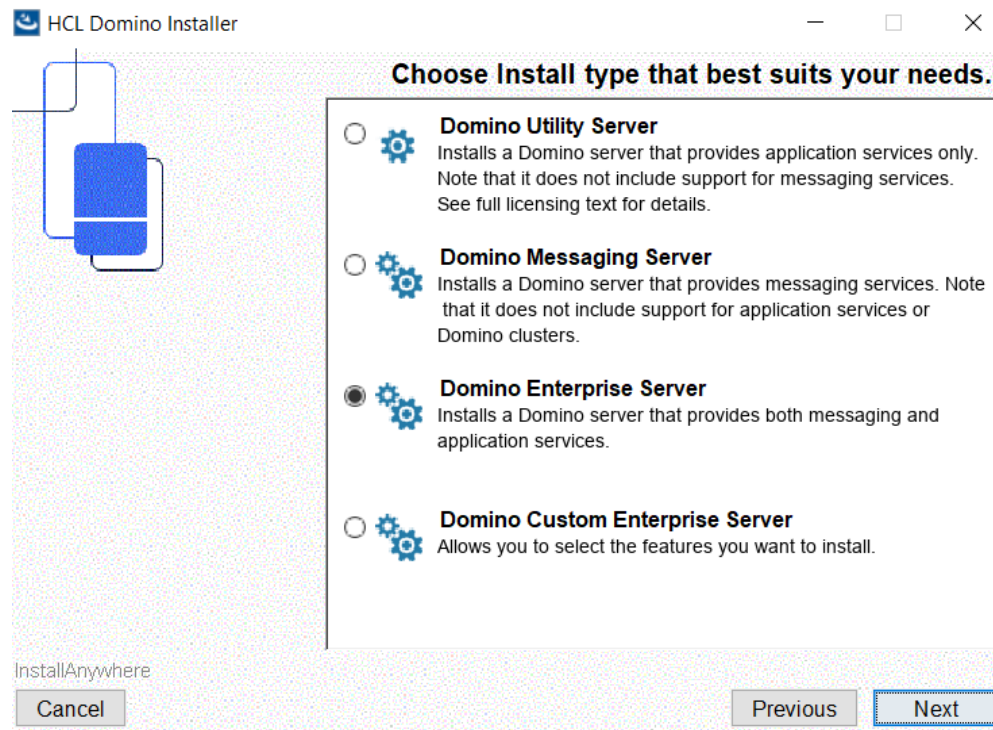 HCL Domino Installer
Choose Install type that best suits your needs.
Domino Utility Server
Installs a Domino server that provides application services only.
Note that it does not include support for messaging services.
See full licensing text for details.
Domino Messaging Server
Installs a Domino server that provides messaging services. Note
that it does not include support for application services or
Domino clusters.
Domino Enterprise Server
Installs a Domino server that provides both messaging and
application services.
Domino Custom Enterprise Server
Allows you to select the features you want to install.
InstallAnywhere
Cancel
Previous
Next